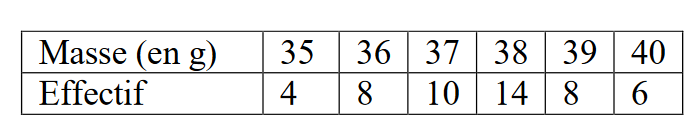 Masse (en g) 35 36 37 38 39 40
Effectif 4 8 10 14 8 6